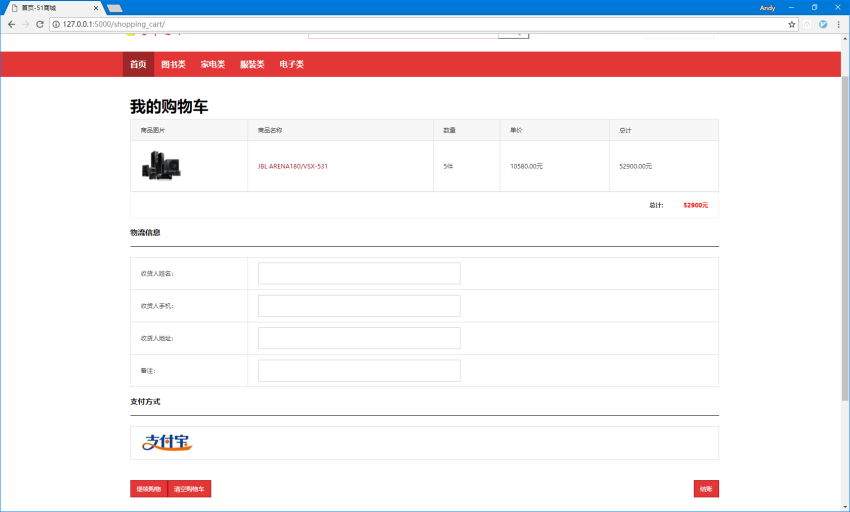 首页-51商城
Andy
127.0.0.1:5000/shopping_cart/
首页 图书类 家电类 服装类 电子类
我的购物车
商品图片 商品名称 数量 单价 总计
JBL ARENA180/VSX-531 5件 10580.00元 52900.00元
总计: 52900元
物流信息
收货人姓名:
收货人手机:
收货人地址:
备注:
支付方式
支付宝
继续购物 清空购物车 结账